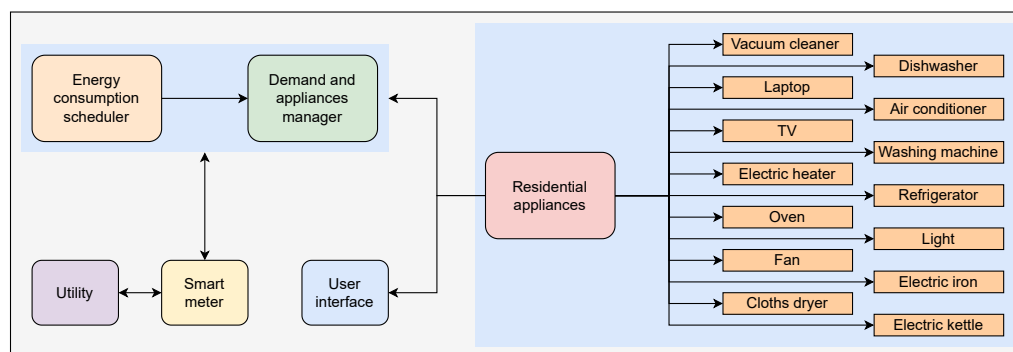 Energy
consumption
scheduler
Demand and
appliances
manager
Utility
Smart
meter
User
interface
Residential
appliances
Vacuum cleaner
Dishwasher
Laptop
Air conditioner
TV
Washing machine
Electric heater
Refrigerator
Oven
Light
Fan
Electric iron
Cloths dryer
Electric kettle